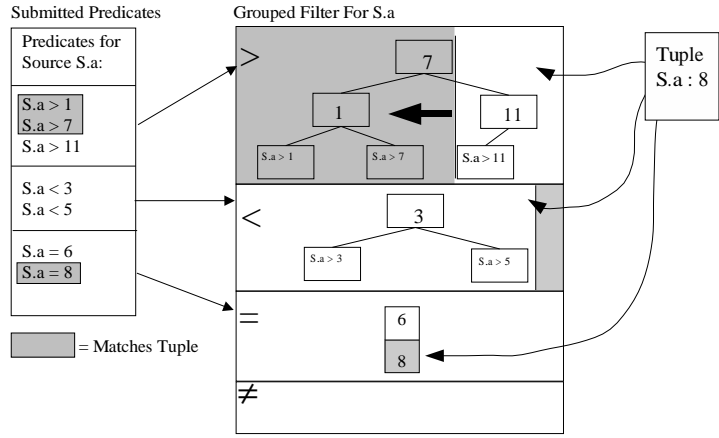 Submitted Predicates
Predicates for
Source S.a:
S.a > 1
S.a > 7
S.a > 11
S.a < 3
S.a < 5
S.a = 6
S.a = 8
= Matches Tuple
Grouped Filter For S.a
>
7
1
11
S.a > 1
S.a > 7
S.a > 11
<
3
S.a > 3
S.a > 5
=
6
8
≠
Tuple
S.a : 8